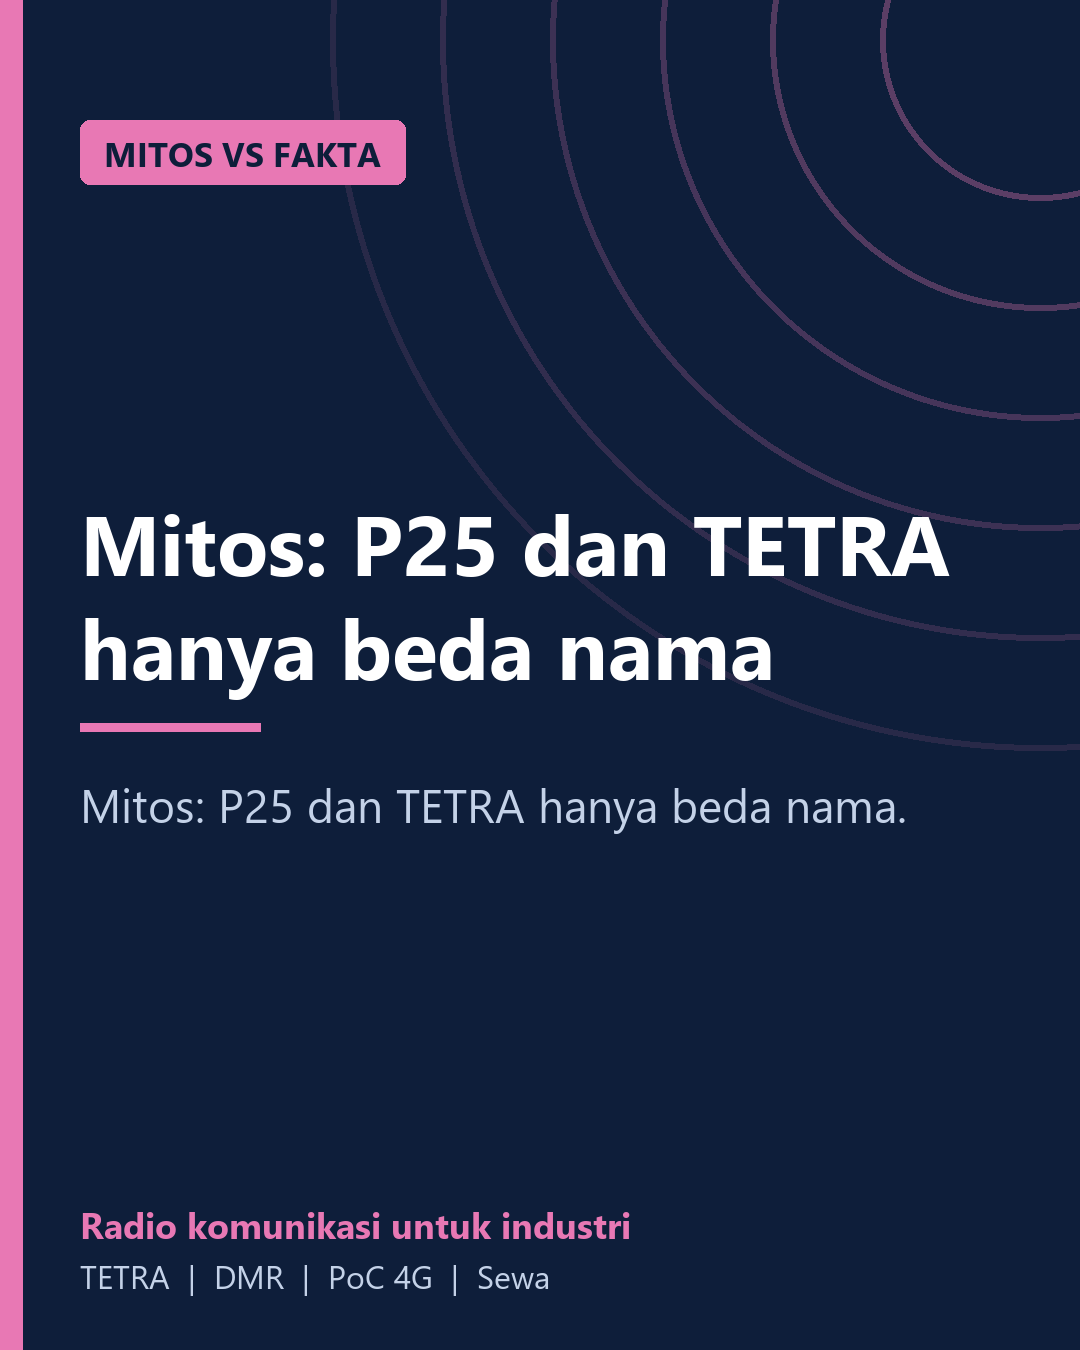 MITOS VS FAKTA
Mitos: P25 dan TETRA
hanya beda nama
Mitos: P25 dan TETRA hanya beda nama.
Radio komunikasi untuk industri
TETRA | DMR | PoC 4G | Sewa